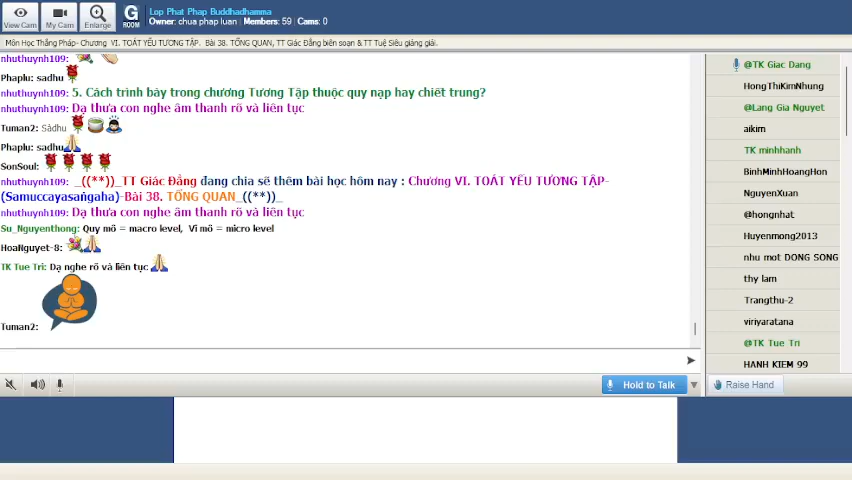 View Cam
My Cam
Enlarge
G
ROOM
Lop Phat Phap Buddhadhamma
Owner: chua phap luan | Members: 59 | Cams: 0
Môn Học Thắng Pháp- Chương VI. TOÁT YẾU TƯƠNG TẬP. Bài 38. TỔNG QUAN, TT Giác Đẳng biên soạn & TT Tuệ Siêu giảng giải.
nhuthuynh109:
Phaplu: sadhu
nhuthuynh109: 5. Cách trình bày trong chương Tương Tập thuộc quy nạp hay chiết trung?
nhuthuynh109: Dạ thưa con nghe âm thanh rõ và liên tục
Tuman2: Sādhu
Phaplu: sadhu
SonSoul:
nhuthuynh109: _((**))_TT Giác Đẳng đang chia sẽ thêm bài học hôm nay : Chương VI. TOÁT YẾU TƯƠNG TẬP-
(Samuccayasaṅgaha)-Bài 38. TỔNG QUAN_((**))_
nhuthuynh109: Dạ thưa con nghe âm thanh rõ và liên tục
Su_Nguyenthong: Quy mô = macro level, Vi mô = micro level
HoaNguyet-8:
TK Tue Tri: Dạ nghe rõ và liên tục
Tuman2:
@TK Giac Dang
HongThiKimNhung
@Lang Gia Nguyet
aikim
TK minhhanh
BinhMinhHoangHon
NguyenXuan
@hongnhat
Huyenmong2013
nhu mot DONG SONG
thy lam
Trangthu-2
viriyaratana
@TK Tue Tri
HANH KIEM 99
Hold to Talk
Raise Hand